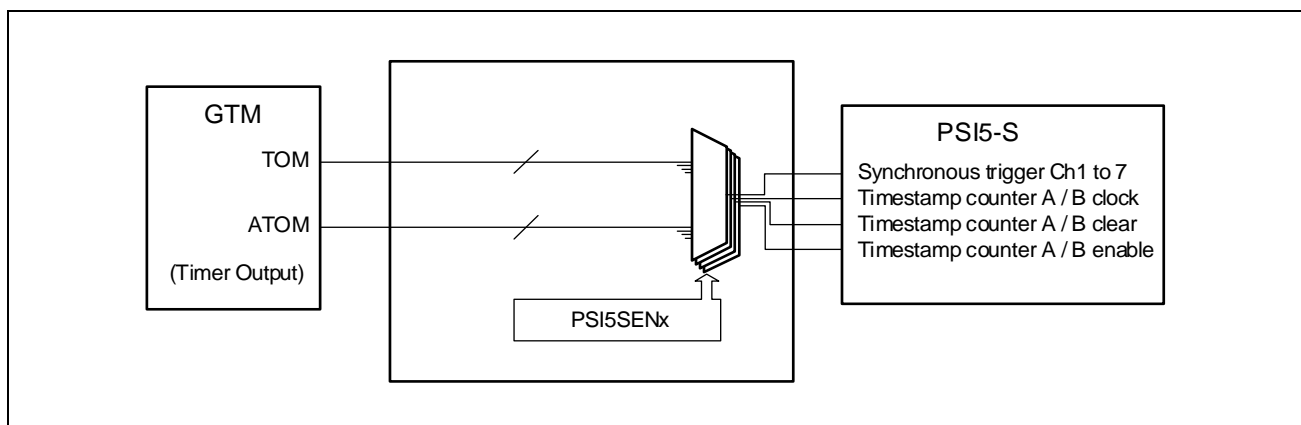 GTM
TOM
ATOM
(Timer Output)
PSI5SENx
PSI5-S
Synchronous trigger Ch1 to 7
Timestamp counter A / B clock
Timestamp counter A / B clear
Timestamp counter A / B enable